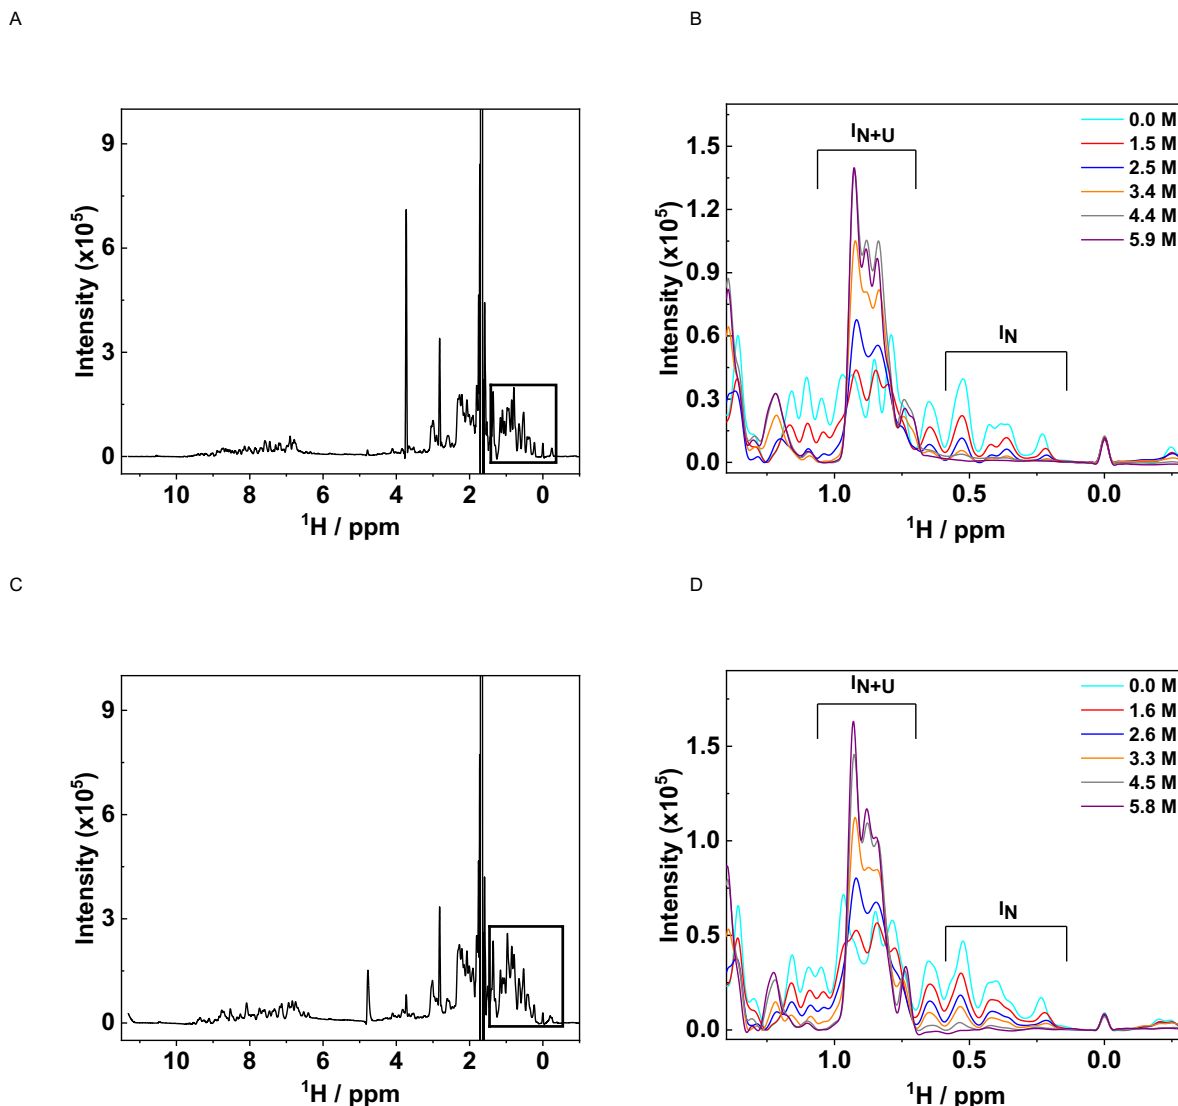 A
B
Intensity (x10⁵)
9
6
3
0
10
8
6
4
2
0
¹H / ppm
Intensity (x10⁵)
1.5
1.2
0.9
0.6
0.3
0.0
1.0
0.5
0.0
¹H / ppm
I_N+U
I_N
0.0 M
1.5 M
2.5 M
3.4 M
4.4 M
5.9 M
C
D
Intensity (x10⁵)
9
6
3
0
10
8
6
4
2
0
¹H / ppm
Intensity (x10⁵)
1.5
1.0
0.5
0.0
1.0
0.5
0.0
¹H / ppm
I_N+U
I_N
0.0 M
1.6 M
2.6 M
3.3 M
4.5 M
5.8 M